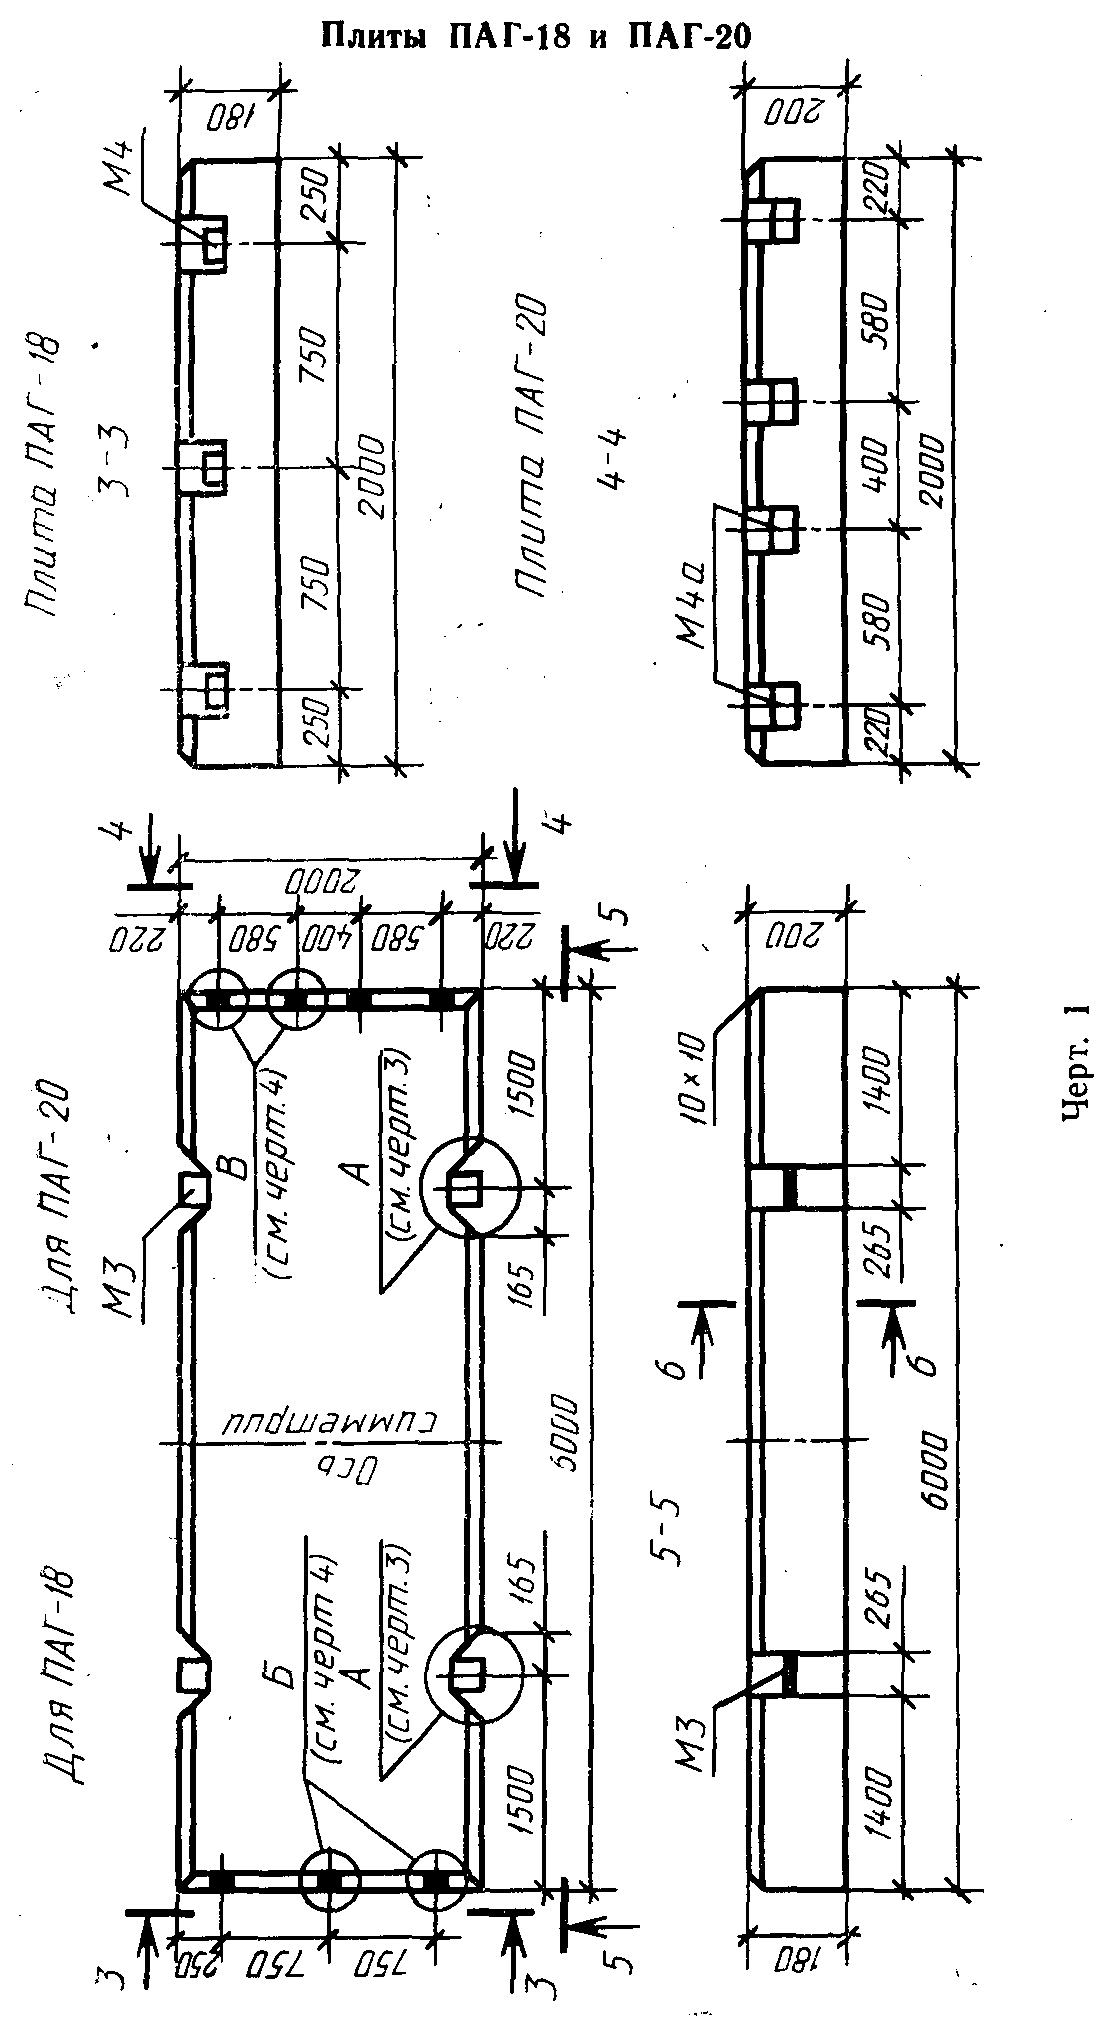 Плиты ПАГ-18 и ПАГ-20
Плита ПАГ-18
3-3
М4
180
250
750
750
250
2000
Плита ПАГ-20
4-4
М4а
200
220
580
400
580
220
2000
Для ПАГ-18
Для ПАГ-20
М3
Б
(см. черт 4)
А
(см. черт. 3)
В
(см. черт. 4)
А
(см. черт. 3)
Ось
симметрии
3
3
250
750
750
4
4
220
580
400
580
220
2000
5
5
1500
165
165
1500
6000
5-5
М3
10×10
6
6
180
200
1400
265
265
1400
6000
Черт. 1